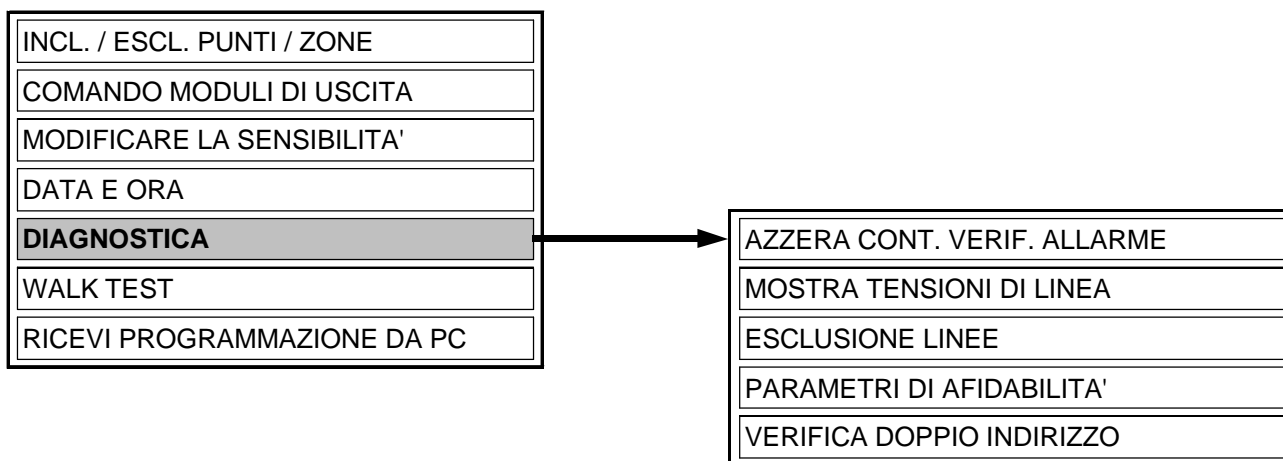 INCL. / ESCL. PUNTI / ZONE
COMANDO MODULI DI USCITA
MODIFICARE LA SENSIBILITA'
DATA E ORA
DIAGNOSTICA
WALK TEST
RICEVI PROGRAMMAZIONE DA PC
AZZERA CONT. VERIF. ALLARME
MOSTRA TENSIONI DI LINEA
ESCLUSIONE LINEE
PARAMETRI DI AFIDABILITA'
VERIFICA DOPPIO INDIRIZZO